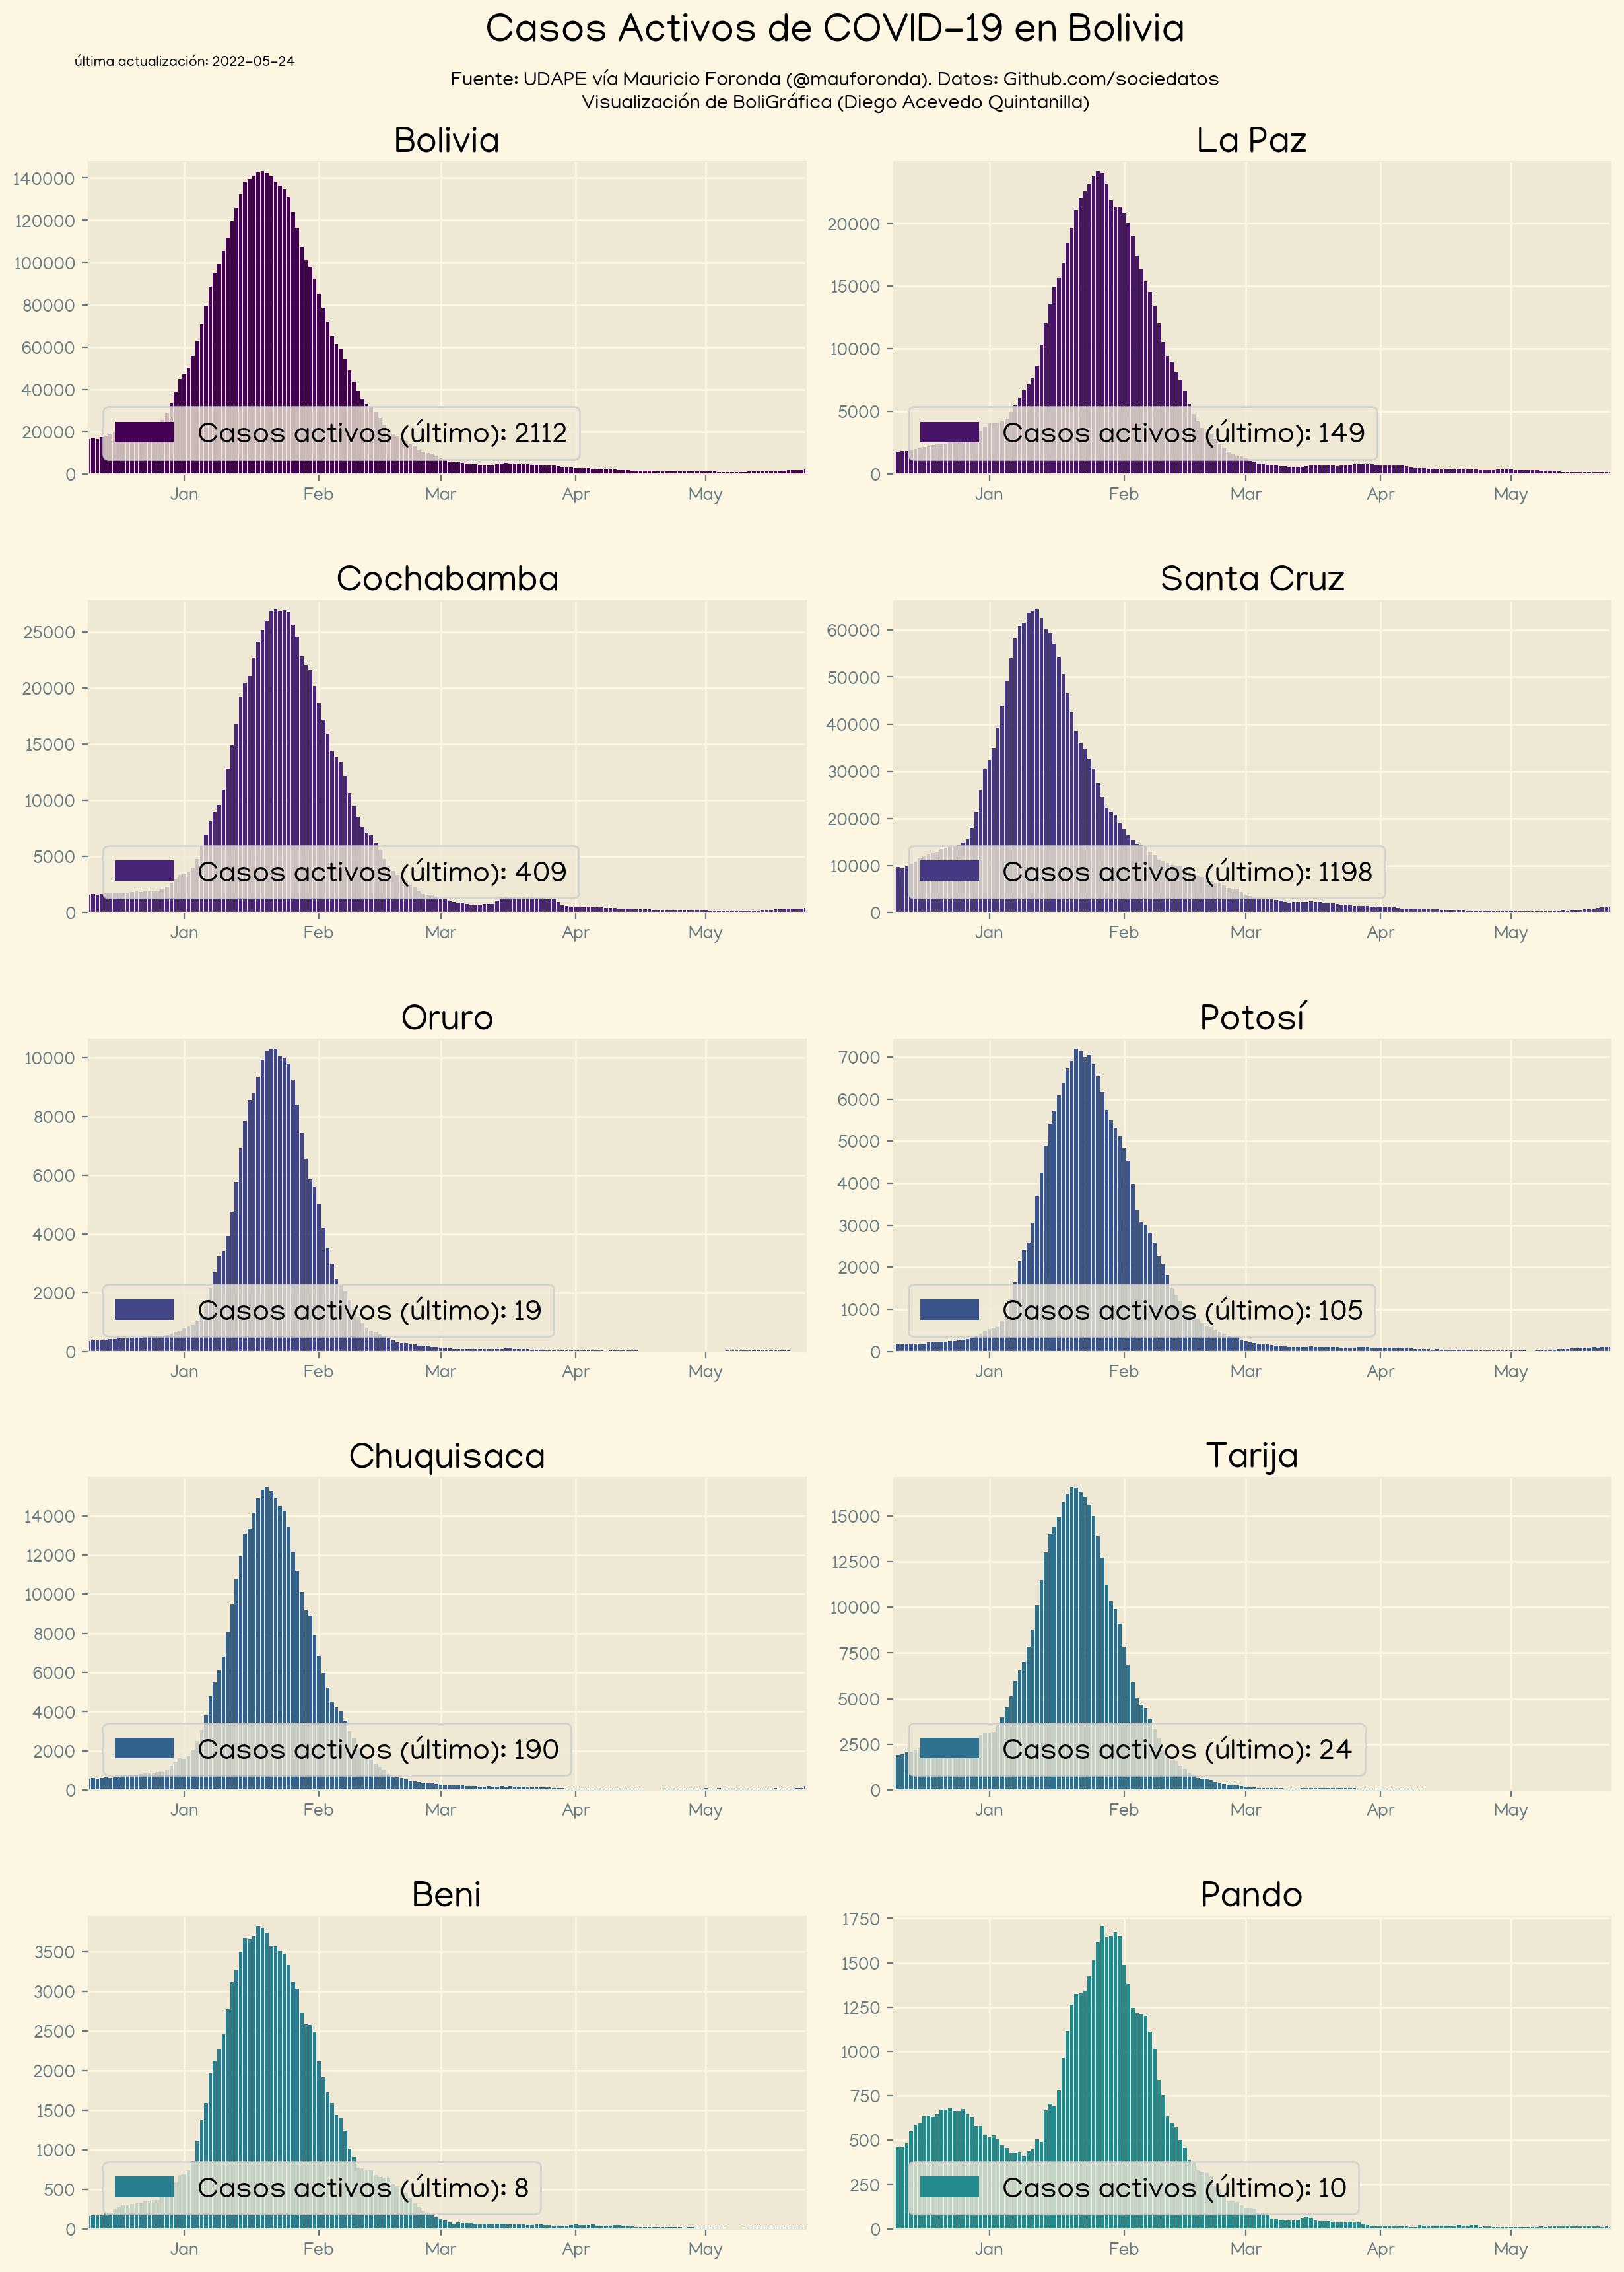 Casos Activos de COVID-19 en Bolivia
última actualización: 2022-05-24
Fuente: UDAPE vía Mauricio Foronda (@mauforonda). Datos: Github.com/sociedatos
Visualización de BoliGráfica (Diego Acevedo Quintanilla)
Bolivia
140000
120000
100000
80000
60000
40000
20000
0
Casos activos (último): 2112
Jan Feb Mar Apr May
La Paz
20000
15000
10000
5000
0
Casos activos (último): 149
Jan Feb Mar Apr May
Cochabamba
25000
20000
15000
10000
5000
0
Casos activos (último): 409
Jan Feb Mar Apr May
Santa Cruz
60000
50000
40000
30000
20000
10000
0
Casos activos (último): 1198
Jan Feb Mar Apr May
Oruro
10000
8000
6000
4000
2000
0
Casos activos (último): 19
Jan Feb Mar Apr May
Potosí
7000
6000
5000
4000
3000
2000
1000
0
Casos activos (último): 105
Jan Feb Mar Apr May
Chuquisaca
14000
12000
10000
8000
6000
4000
2000
0
Casos activos (último): 190
Jan Feb Mar Apr May
Tarija
15000
12500
10000
7500
5000
2500
0
Casos activos (último): 24
Jan Feb Mar Apr May
Beni
3500
3000
2500
2000
1500
1000
500
0
Casos activos (último): 8
Jan Feb Mar Apr May
Pando
1750
1500
1250
1000
750
500
250
0
Casos activos (último): 10
Jan Feb Mar Apr May